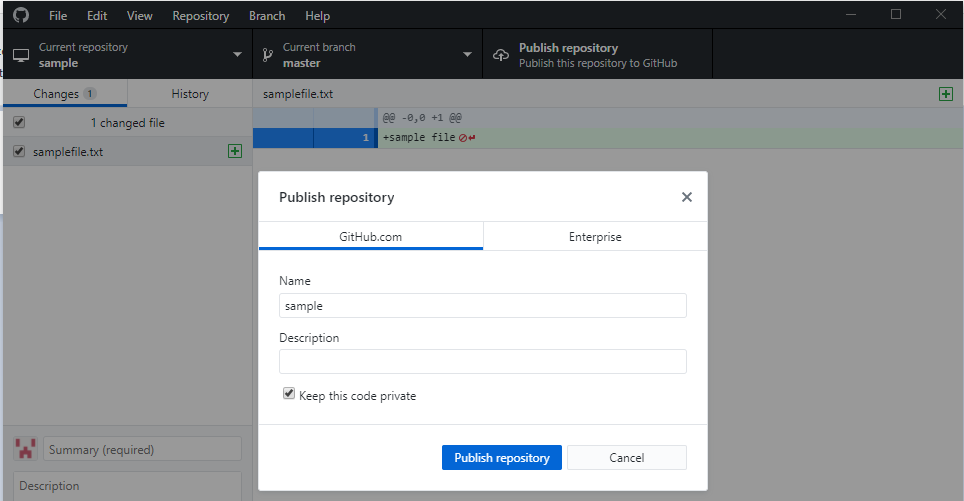 File Edit View Repository Branch Help
Current repository
sample
Current branch
master
Publish repository
Publish this repository to GitHub
Changes 1 History
samplefile.txt
1 changed file
@@ -0,0 +1 @@
samplefile.txt
1 +sample file
Publish repository
GitHub.com Enterprise
Name
sample
Description
Keep this code private
Publish repository Cancel
Summary (required)
Description